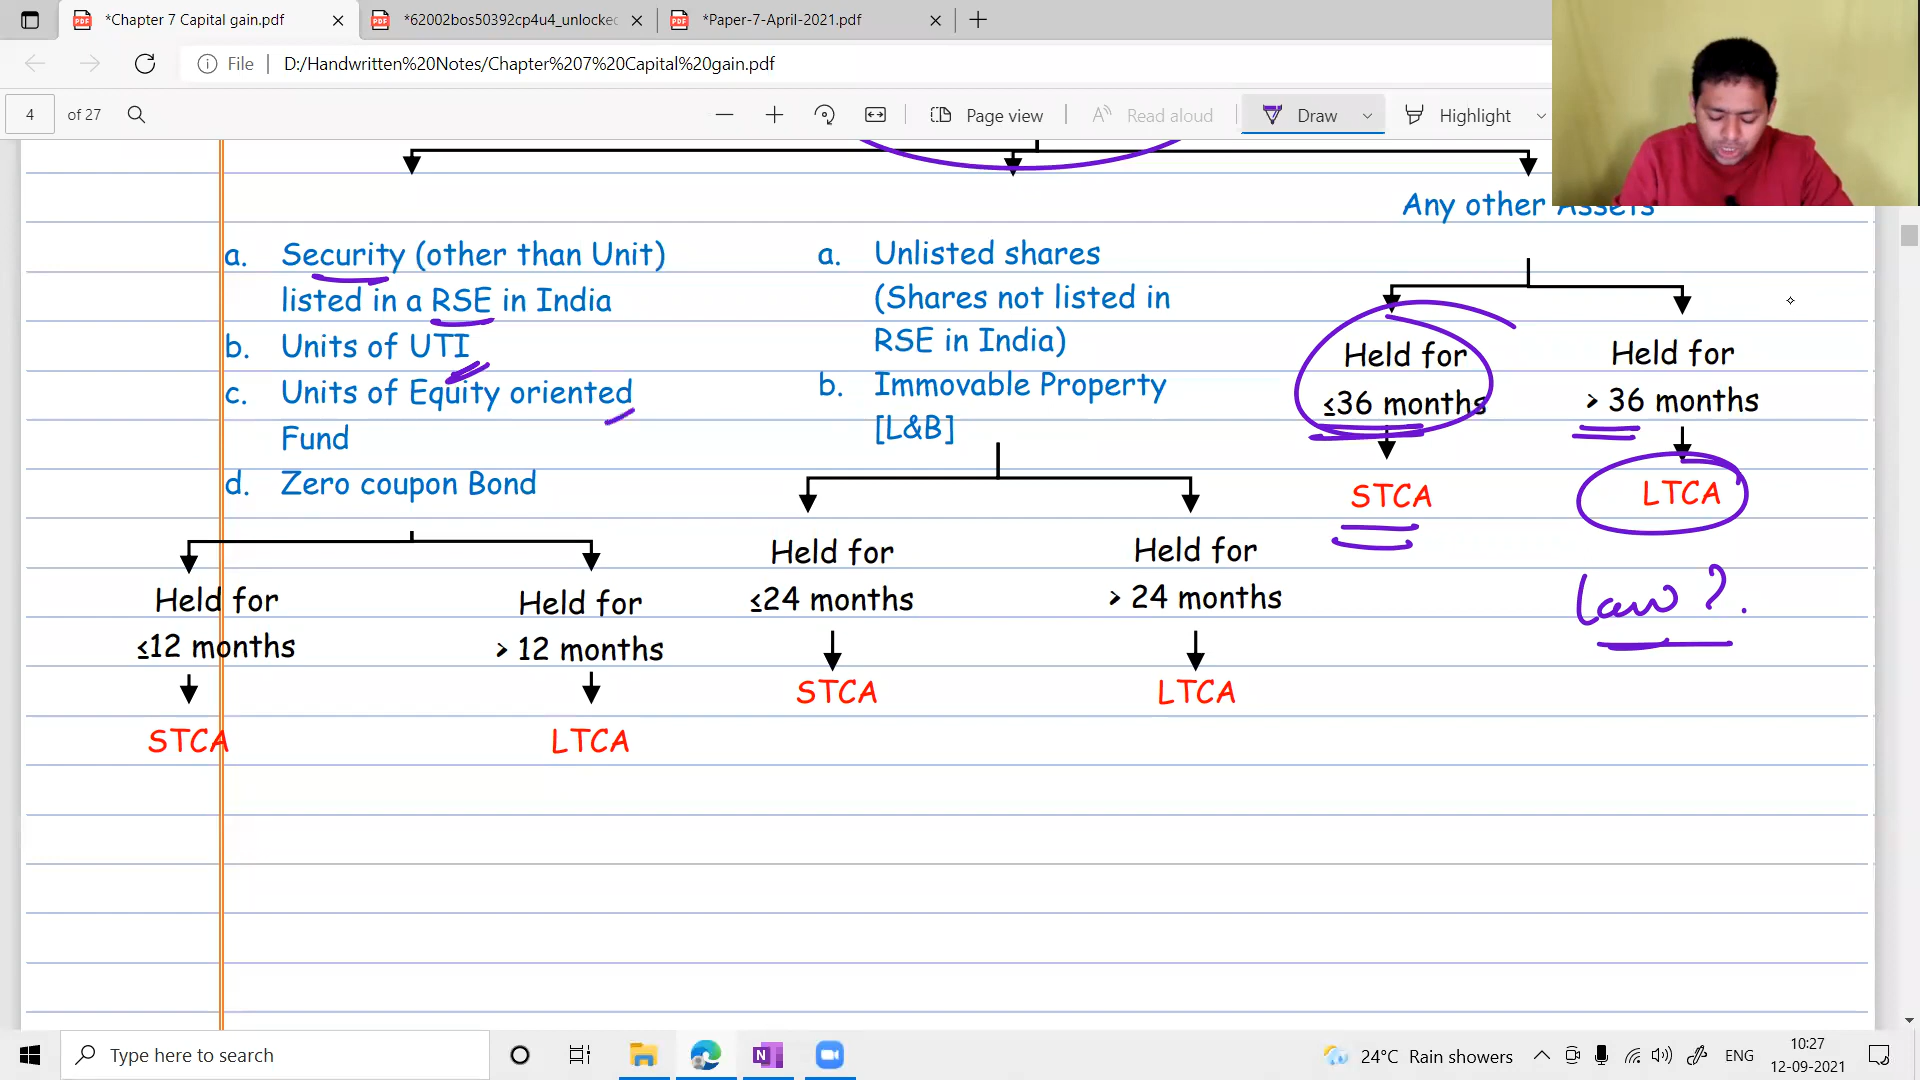 *Chapter 7 Capital gain.pdf
*62002bos50392cp4u4_unlocked
*Paper-7-April-2021.pdf
File
D:/Handwritten%20Notes/Chapter%207%20Capital%20gain.pdf
4 of 27
Page view
Read aloud
Draw
Highlight
a. Security (other than Unit)
listed in a RSE in India
b. Units of UTI
c. Units of Equity oriented
Fund
d. Zero coupon Bond
Held for
≤12 months
STCA
Held for
> 12 months
LTCA
a. Unlisted shares
(Shares not listed in
RSE in India)
b. Immovable Property
[L&B]
Held for
≤24 months
STCA
Held for
> 24 months
LTCA
Any other Assets
Held for
≤36 months
STCA
Held for
> 36 months
LTCA
Law ?.
Type here to search
24°C Rain showers
ENG
10:27
12-09-2021